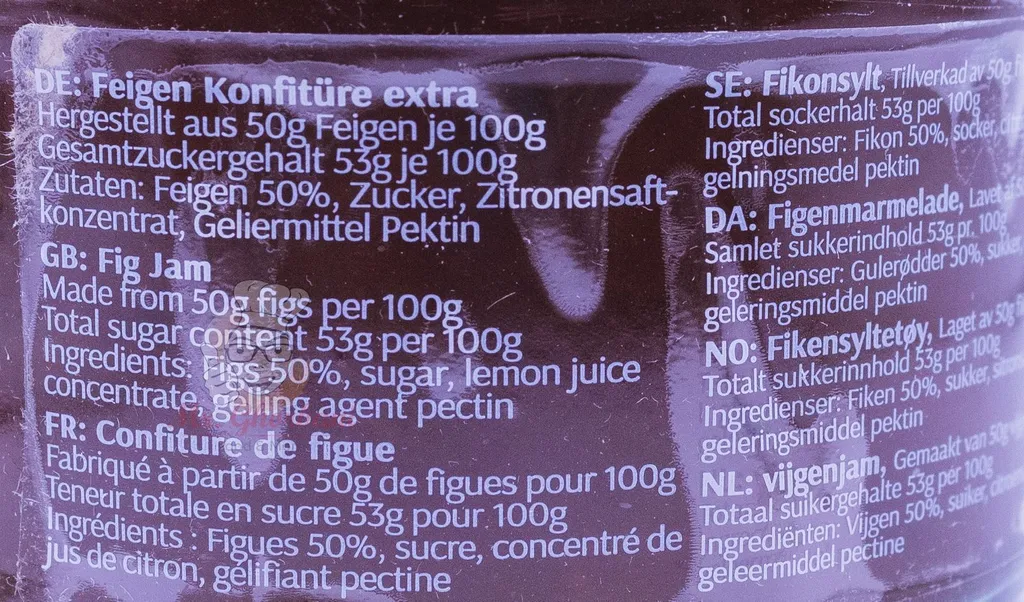 DE: Feigen Konfitüre extra
Hergestellt aus 50g Feigen je 100g
Gesamtzuckergehalt 53g je 100g
Zutaten: Feigen 50%, Zucker, Zitronensaft-
konzentrat, Geliermittel Pektin
GB: Fig Jam
Made from 50g figs per 100g
Total sugar content 53g per 100g
Ingredients: Figs 50%, sugar, lemon juice
concentrate, gelling agent pectin
FR: Confiture de figue
Fabriqué à partir de 50g de figues pour 100g
Teneur totale en sucre 53g pour 100g
Ingrédients : Figues 50%, sucre, concentré de
jus de citron, gélifiant pectine
SE: Fikonsylt, Tillverkad av 50g
Total sockerhalt 53g per 100g
Ingredienser: Fikon 50%, socker,
gelningsmedel pektin
DA: Figenmarmelade, Lavet
Samlet sukkerindhold 53g pr. 100g
Ingredienser: Gulerødder 50%,
geleringsmiddel pektin
NO: Fikensyltetøy, Laget av 50g
Totalt sukkerinnhold 53g per 100g
Ingredienser: Fiken 50%, sukker,
geleringsmiddel pektin
NL: vijgenjam, Gemaakt van 50g
Totaal suikergehalte 53g per 100g
Ingrediënten: Vijgen 50%, suiker,
geleermiddel pectine